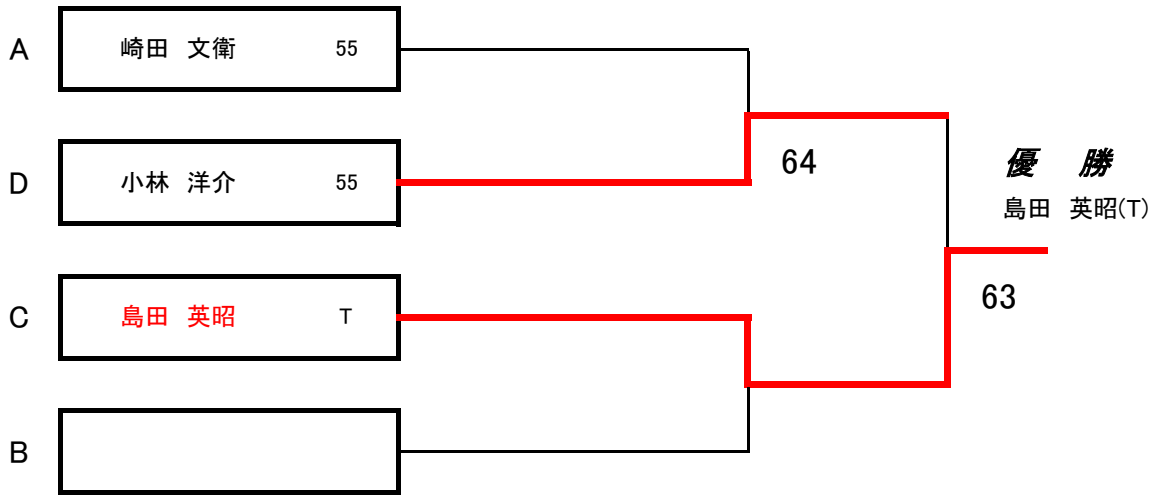 A 崎田 文衛 55
D 小林 洋介 55
64
優 勝
島田 英昭(T)
C 島田 英昭 T
63
B